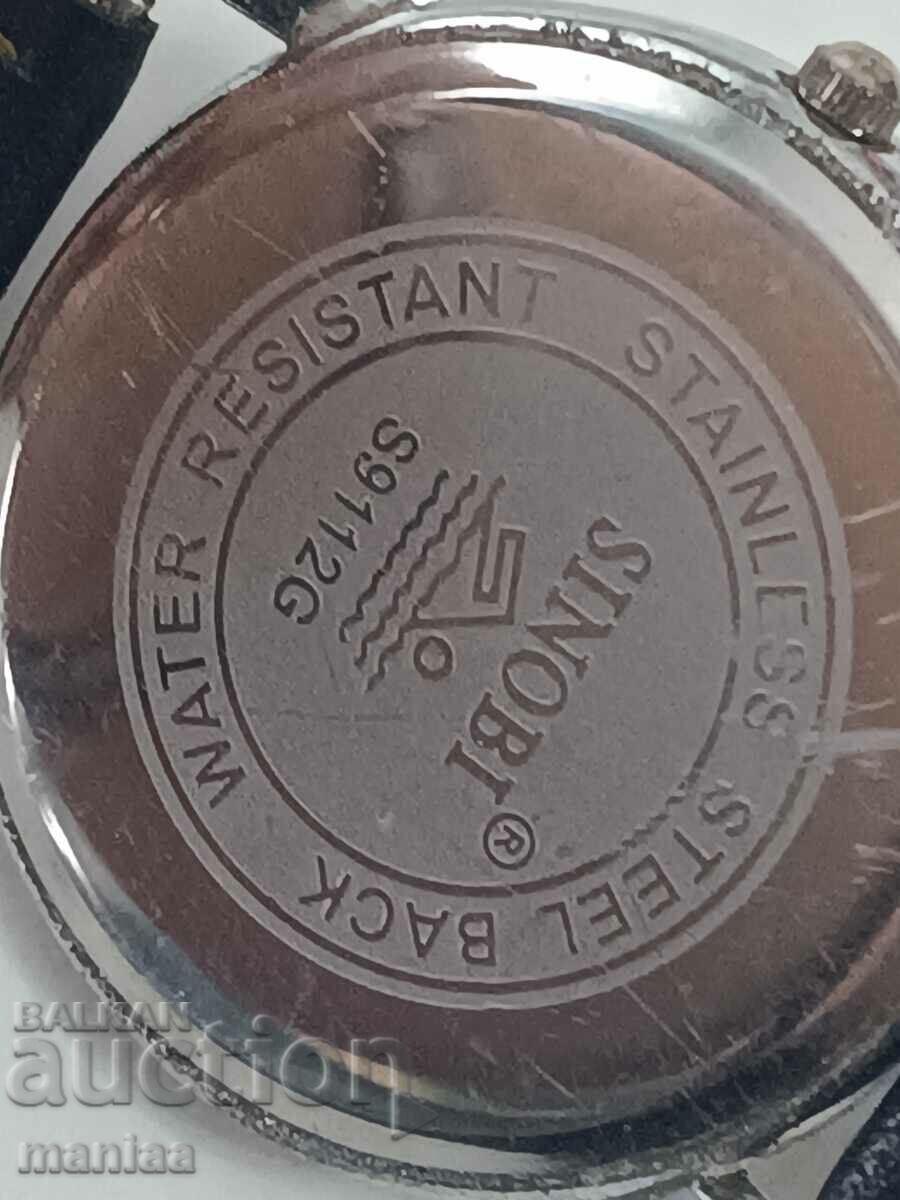 WATER RESISTANT STAINLESS STEEL BACK
SINOBI®
S9112G
BALKAN
auction
maniaa